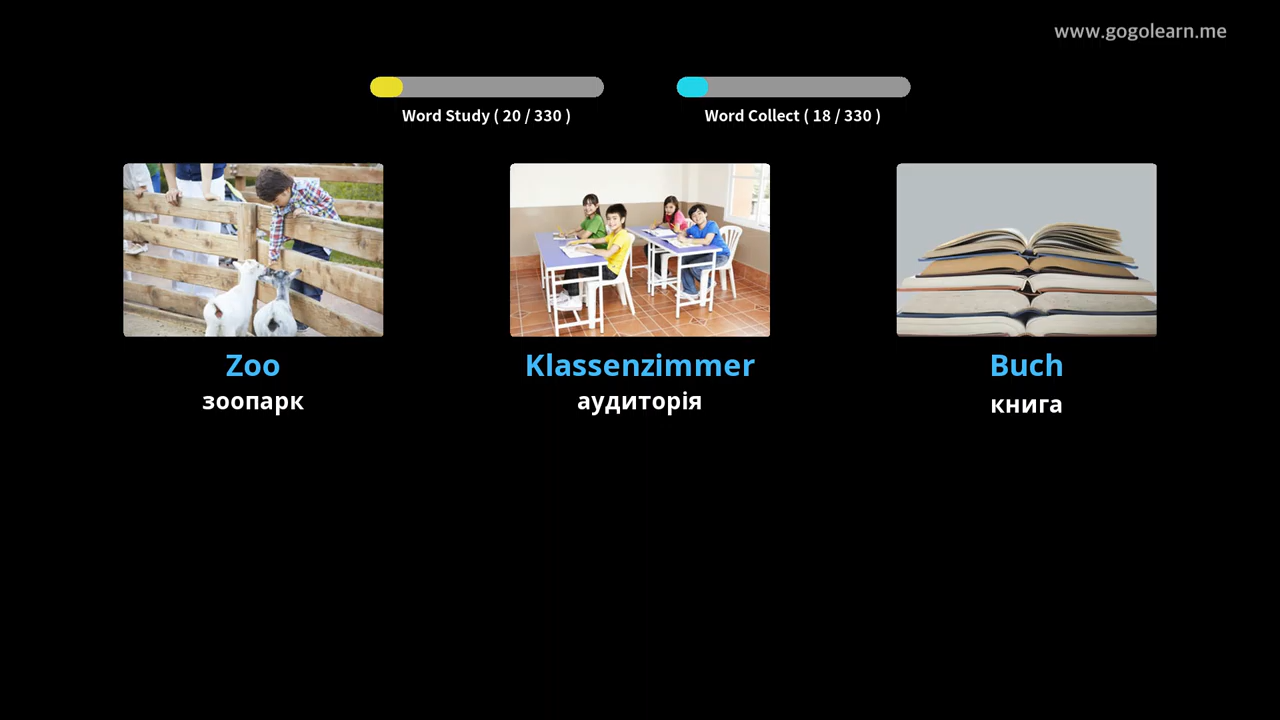 www.gogolearn.me
Word Study ( 20 / 330 )
Word Collect ( 18 / 330 )
Zoo
зоопарк
Klassenzimmer
аудиторія
Buch
книга